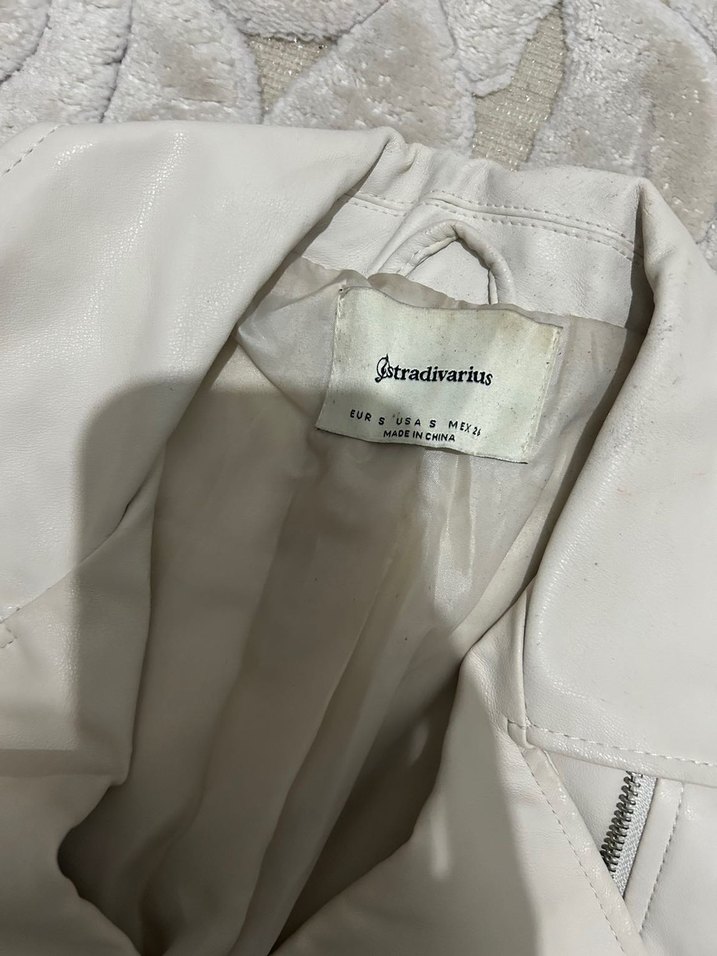 stradivarius
EUR S USA S MEX 26
MADE IN CHINA